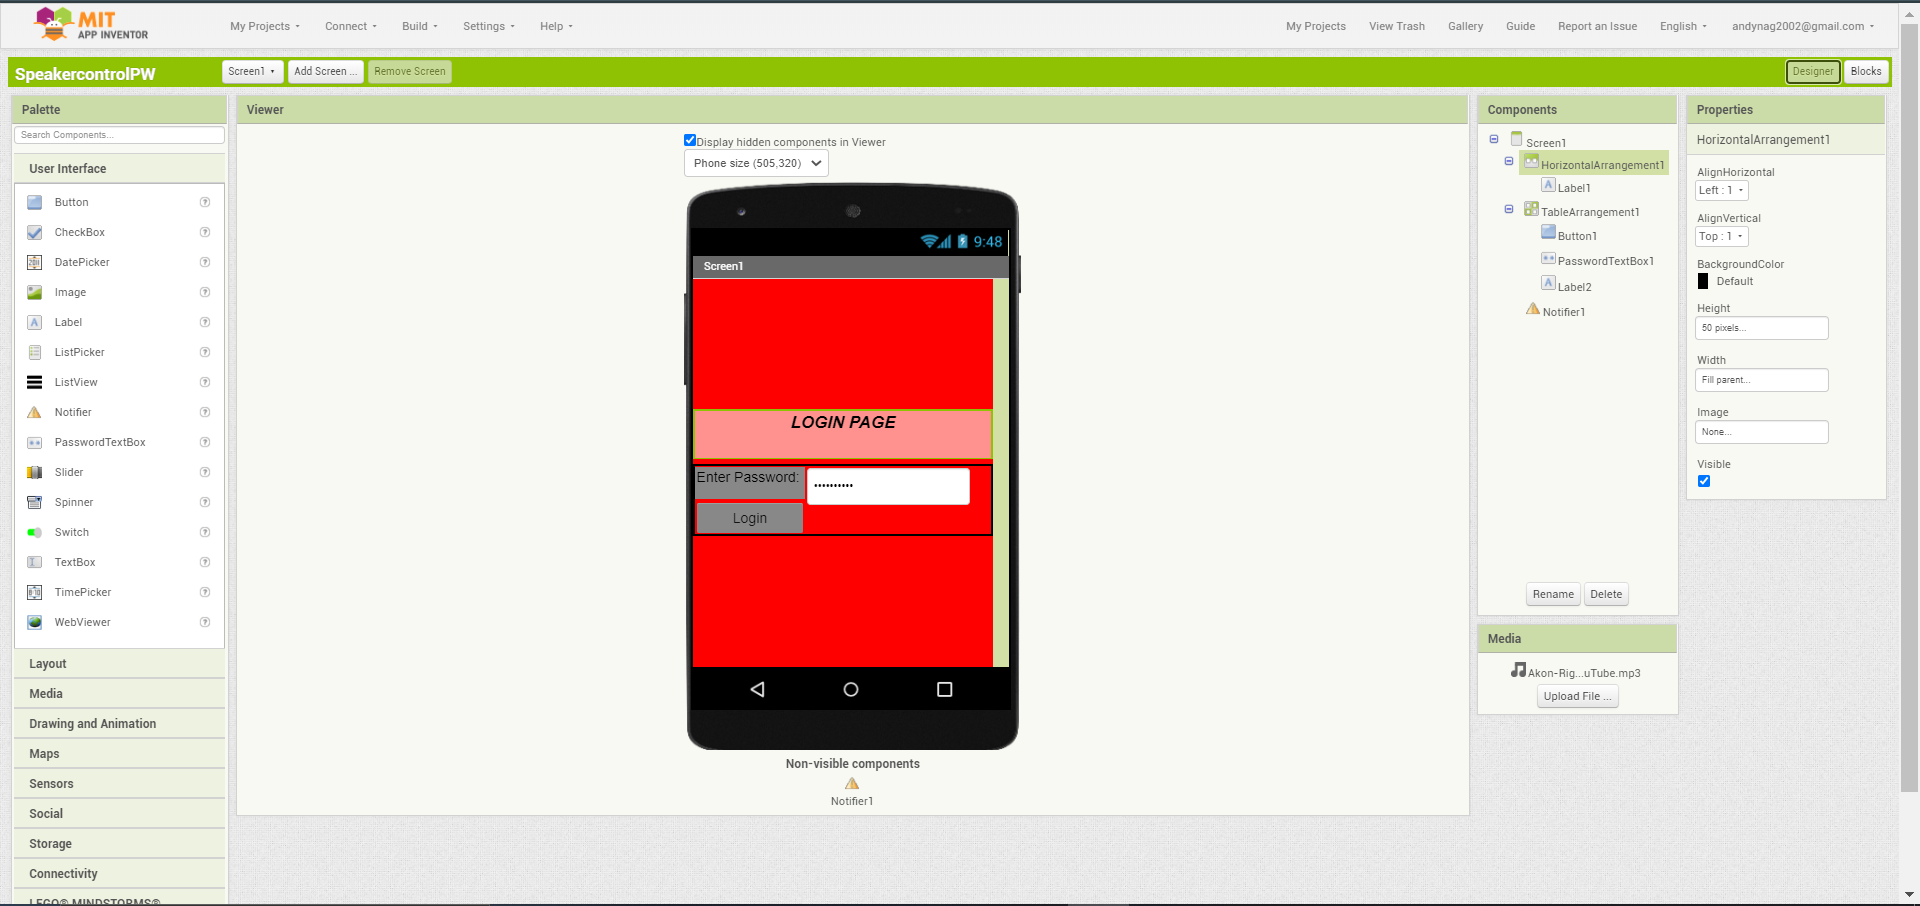 MIT
APP INVENTOR
My Projects
Connect
Build
Settings
Help
My Projects
View Trash
Gallery
Guide
Report an Issue
English
andynag2002@gmail.com
SpeakercontrolPW
Screen1
Add Screen ...
Remove Screen
Designer
Blocks
Palette
Search Components...
User Interface
Button
CheckBox
DatePicker
Image
Label
ListPicker
ListView
Notifier
PasswordTextBox
Slider
Spinner
Switch
TextBox
TimePicker
WebViewer
Layout
Media
Drawing and Animation
Maps
Sensors
Social
Storage
Connectivity
LEGO® MINDSTORMS®
Viewer
Display hidden components in Viewer
Phone size (505,320)
9:48
Screen1
LOGIN PAGE
Enter Password:
Login
Non-visible components
Notifier1
Components
Screen1
HorizontalArrangement1
Label1
TableArrangement1
Button1
PasswordTextBox1
Label2
Notifier1
Rename
Delete
Media
Akon-Rig...uTube.mp3
Upload File ...
Properties
HorizontalArrangement1
AlignHorizontal
Left : 1
AlignVertical
Top : 1
BackgroundColor
Default
Height
50 pixels...
Width
Fill parent...
Image
None...
Visible